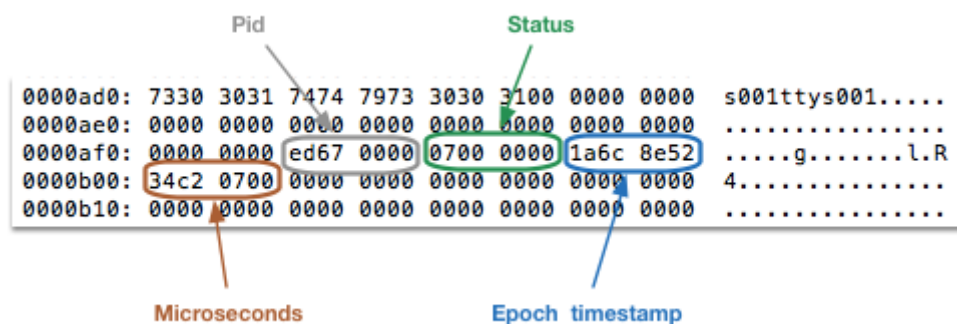 Pid Status
0000ad0: 7330 3031 7474 7973 3030 3100 0000 0000 s001ttys001.....
0000ae0: 0000 0000 0000 0000 0000 0000 0000 0000 ................
0000af0: 0000 0000 ed67 0000 0700 0000 1a6c 8e52 .....g.......l.R
0000b00: 34c2 0700 0000 0000 0000 0000 0000 0000 4...............
0000b10: 0000 0000 0000 0000 0000 0000 0000 0000 ................
Microseconds Epoch timestamp